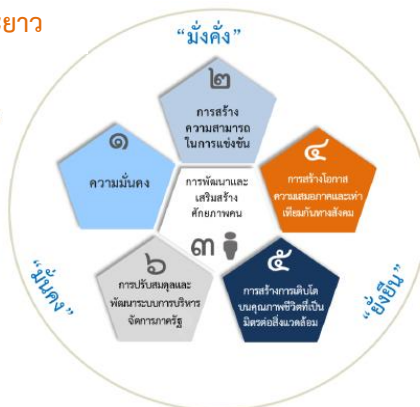 ะยาว
“มั่งคั่ง”
๒
การสร้าง
ความสามารถ
ในการแข่งขัน
๑
ความมั่นคง
๔
การสร้างโอกาส
ความเสมอภาคและเท่า
เทียมกันทางสังคม
การพัฒนาและ
เสริมสร้าง
ศักยภาพคน
๓
๖
การปรับสมดุลและ
พัฒนาระบบการบริหาร
จัดการภาครัฐ
๕
การสร้างการเติบโต
บนคุณภาพชีวิตที่เป็น
มิตรต่อสิ่งแวดล้อม
“มั่นคง”
“ยั่งยืน”